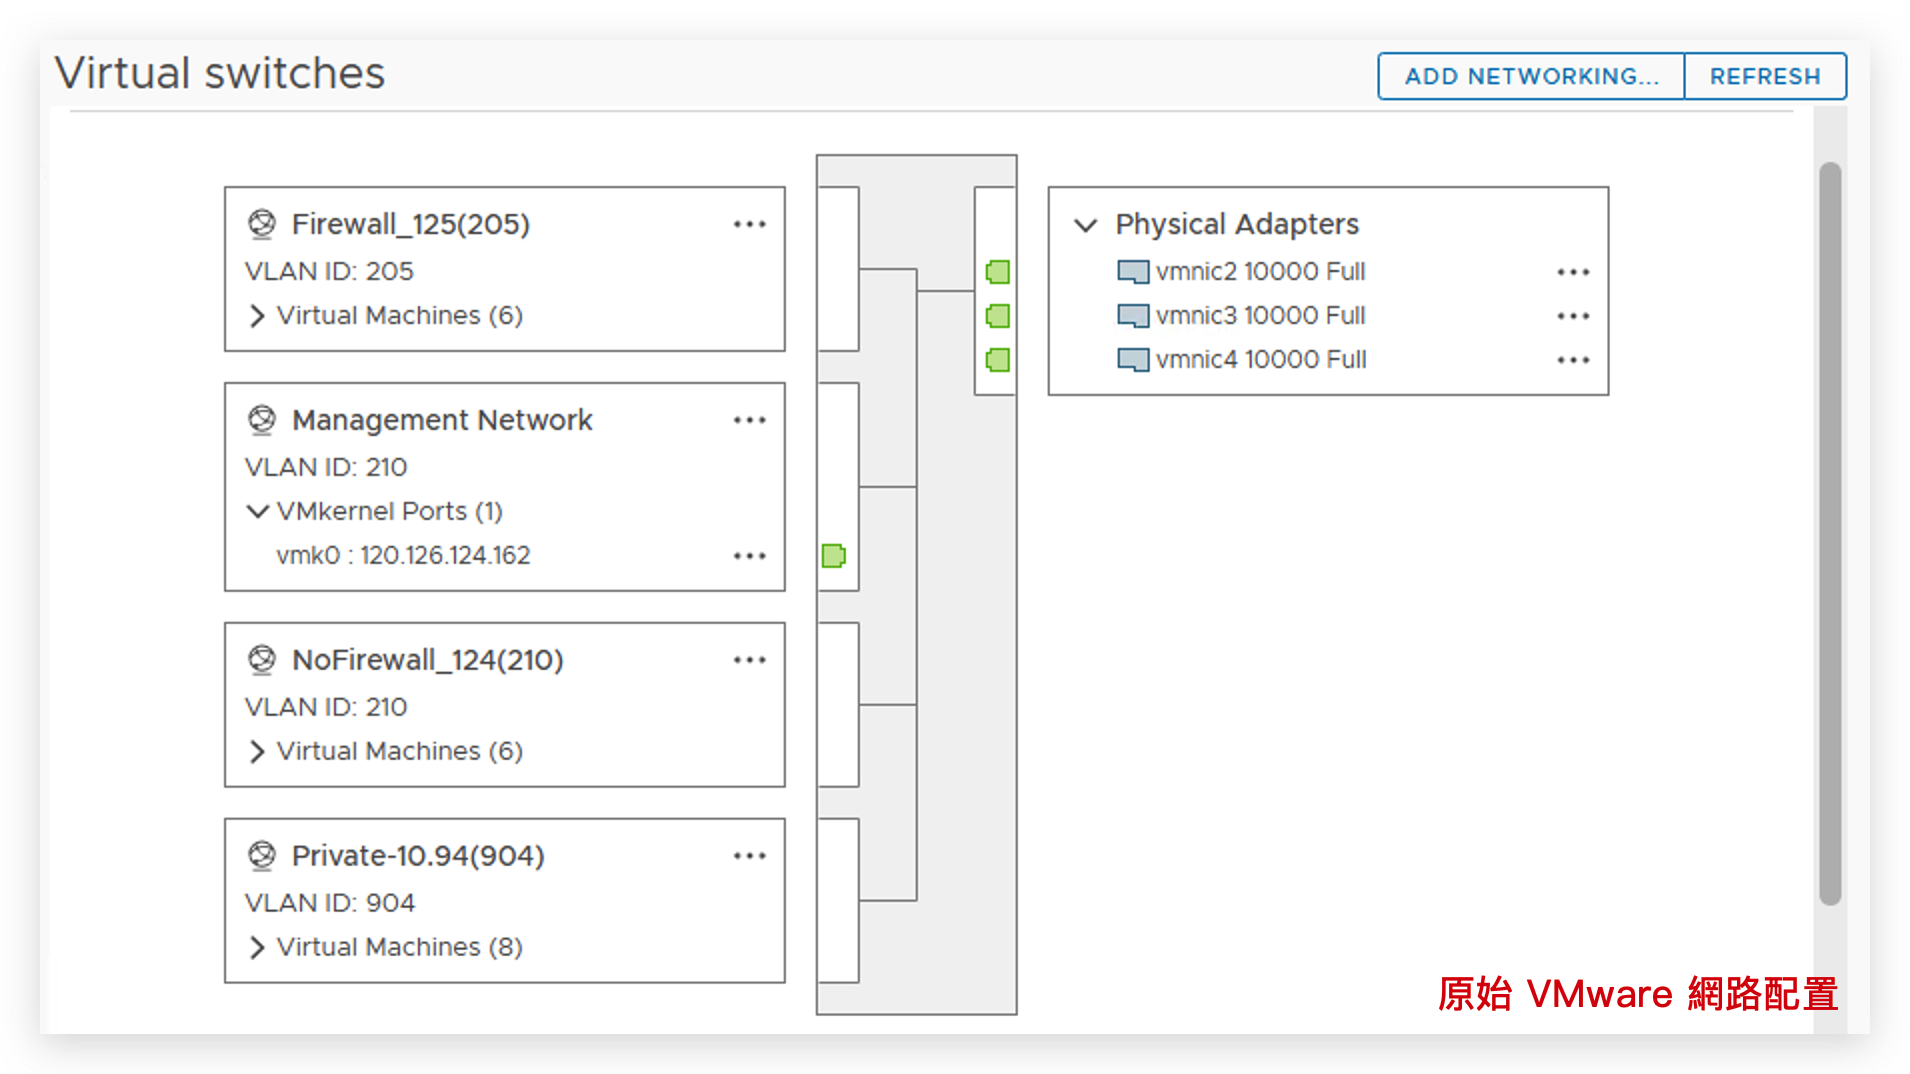 Virtual switches
ADD NETWORKING...
REFRESH
Firewall_125(205)
VLAN ID: 205
Virtual Machines (6)
Management Network
VLAN ID: 210
VMkernel Ports (1)
vmk0 : 120.126.124.162
NoFirewall_124(210)
VLAN ID: 210
Virtual Machines (6)
Private-10.94(904)
VLAN ID: 904
Virtual Machines (8)
Physical Adapters
vmnic2 10000 Full
vmnic3 10000 Full
vmnic4 10000 Full
原始 VMware 網路配置